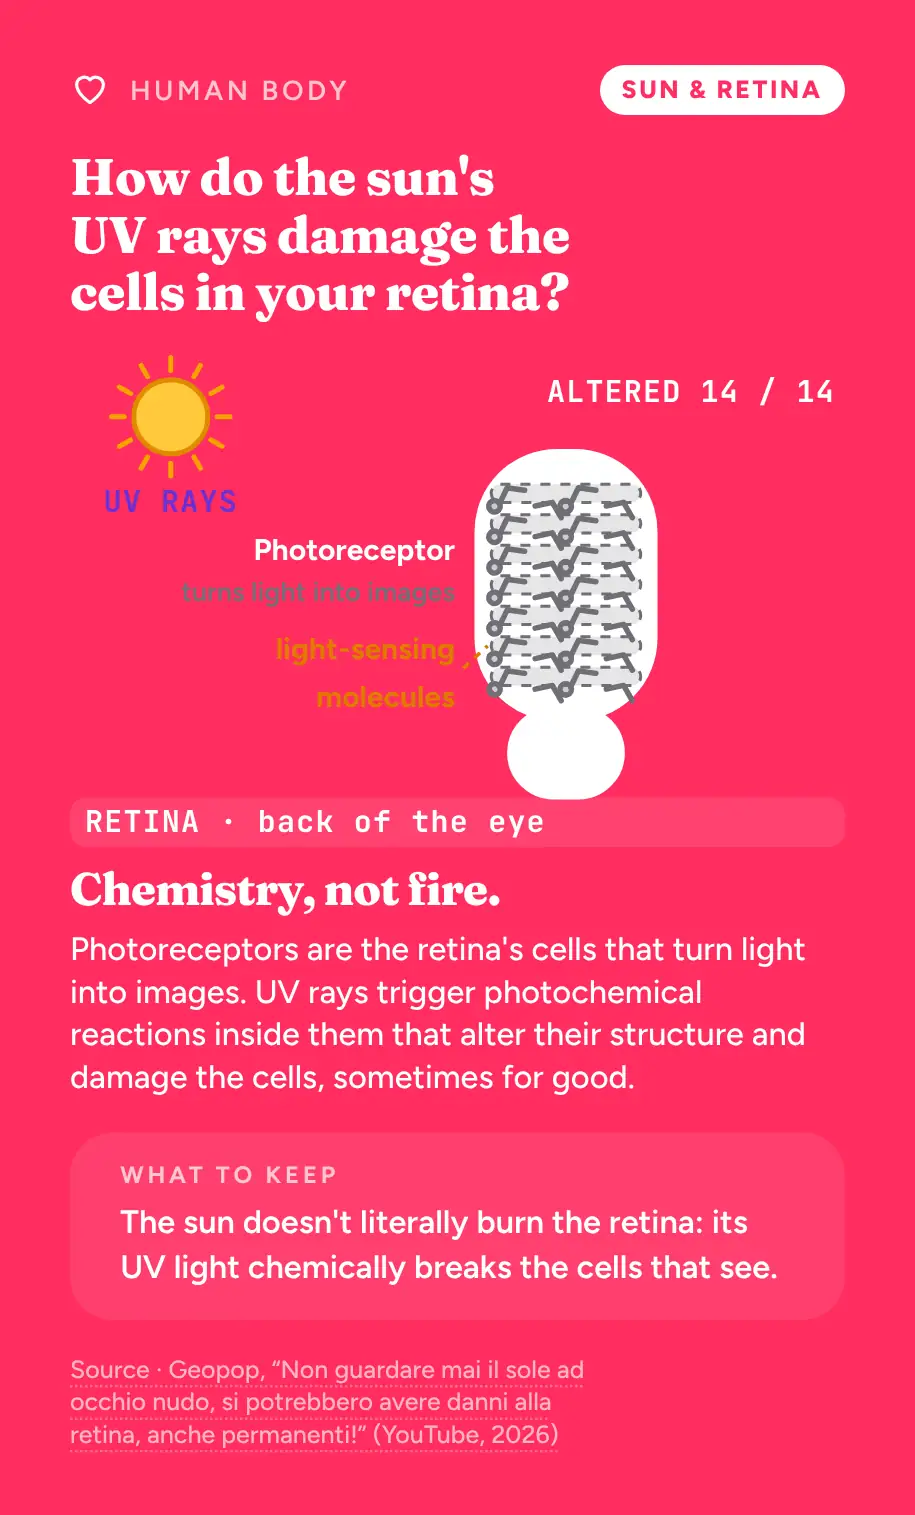 HUMAN BODY
SUN & RETINA
How do the sun's
UV rays damage the
cells in your retina?
ALTERED 14 / 14
UV RAYS
Photoreceptor
turns light into images
light-sensing
molecules
RETINA · back of the eye
Chemistry, not fire.
Photoreceptors are the retina's cells that turn light
into images. UV rays trigger photochemical
reactions inside them that alter their structure and
damage the cells, sometimes for good.
WHAT TO KEEP
The sun doesn't literally burn the retina: its
UV light chemically breaks the cells that see.
Source · Geopop, “Non guardare mai il sole ad
occhio nudo, si potrebbero avere danni alla
retina, anche permanenti!” (YouTube, 2026)